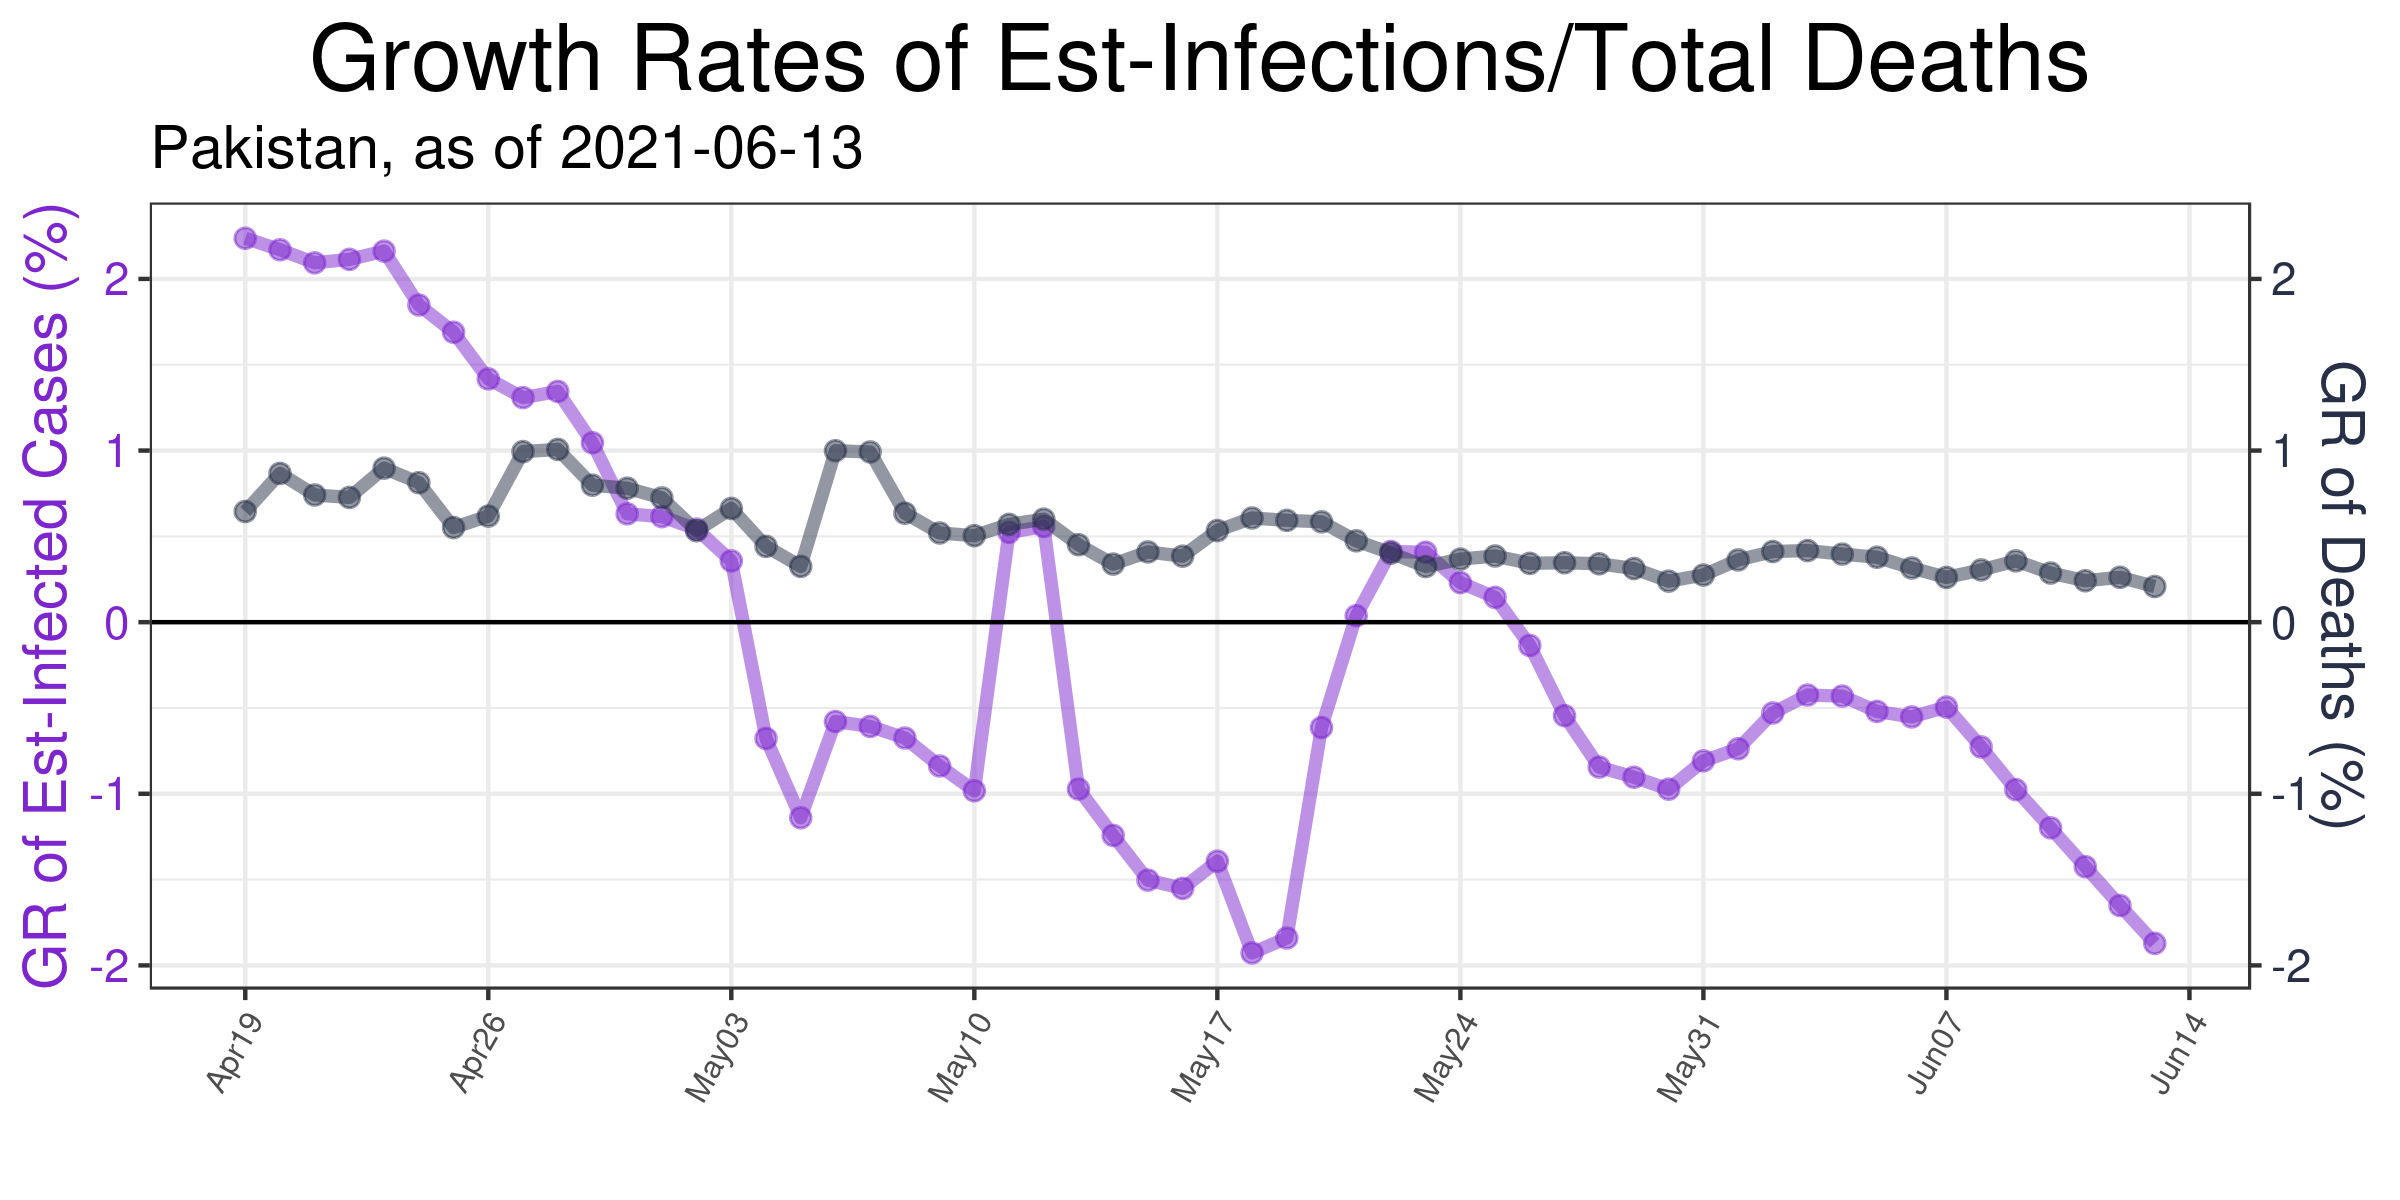 Growth Rates of Est-Infections/Total Deaths
Pakistan, as of 2021-06-13
GR of Est-Infected Cases (%)
2
1
0
-1
-2
2
1
0
-1
-2
GR of Deaths (%)
Apr19
Apr26
May03
May10
May17
May24
May31
Jun07
Jun14